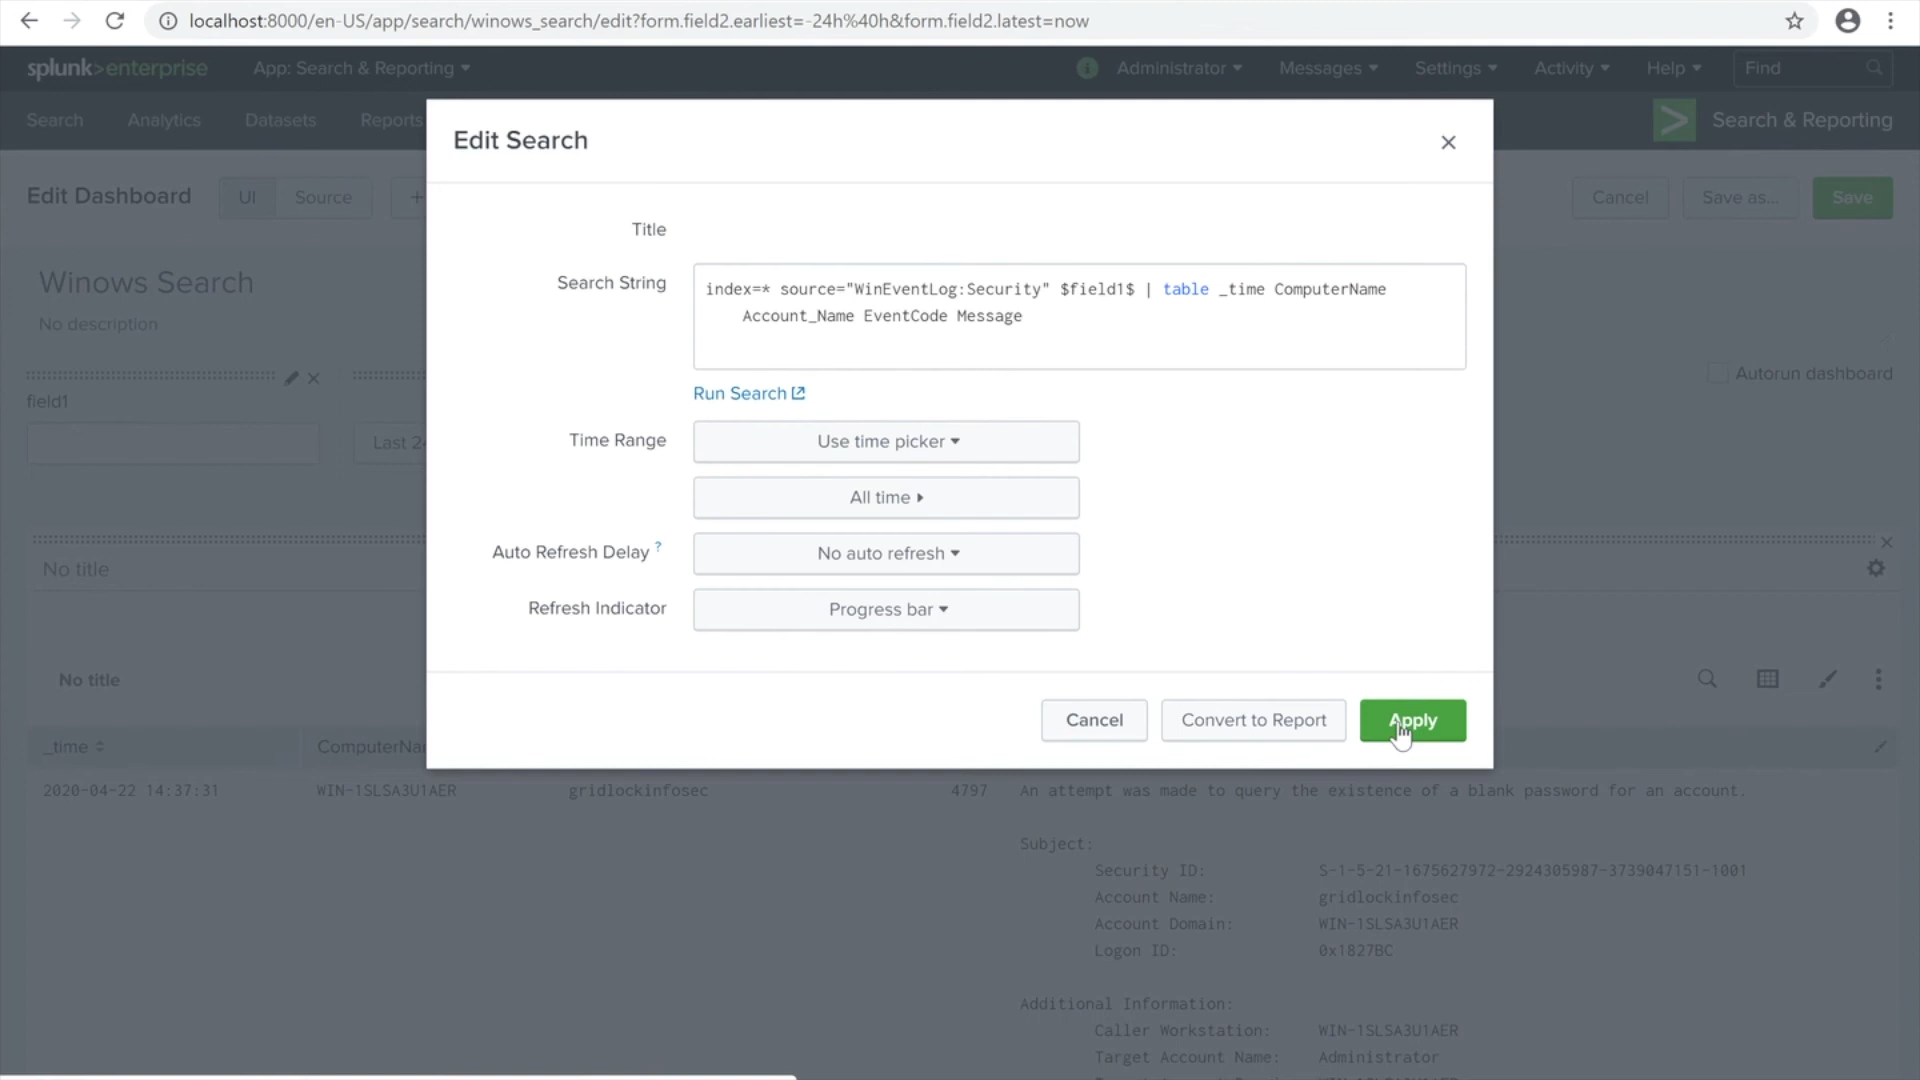 localhost:8000/en-US/app/search/winows_search/edit?form.field2.earliest=-24h%40h&form.field2.latest=now
splunk>enterprise App: Search & Reporting Administrator Messages Settings Activity Help Find
Search Analytics Datasets Reports Search & Reporting
Edit Search
Edit Dashboard UI Source + Cancel Save as... Save
Title
Winows Search
No description
Search String
index=* source="WinEventLog:Security" $field1$ | table _time ComputerName
Account_Name EventCode Message
Autorun dashboard
field1
Run Search
Time Range Use time picker
Last 2
All time
Auto Refresh Delay ? No auto refresh
No title
Refresh Indicator Progress bar
No title
Cancel Convert to Report Apply
_time ComputerNa
2020-04-22 14:37:31 WIN-1SLSA3U1AER gridlockinfosec 4797 An attempt was made to query the existence of a blank password for an account.
Subject:
Security ID: S-1-5-21-1675627972-2924305987-3739047151-1001
Account Name: gridlockinfosec
Account Domain: WIN-1SLSA3U1AER
Logon ID: 0x1827BC
Additional Information:
Caller Workstation: WIN-1SLSA3U1AER
Target Account Name: Administrator